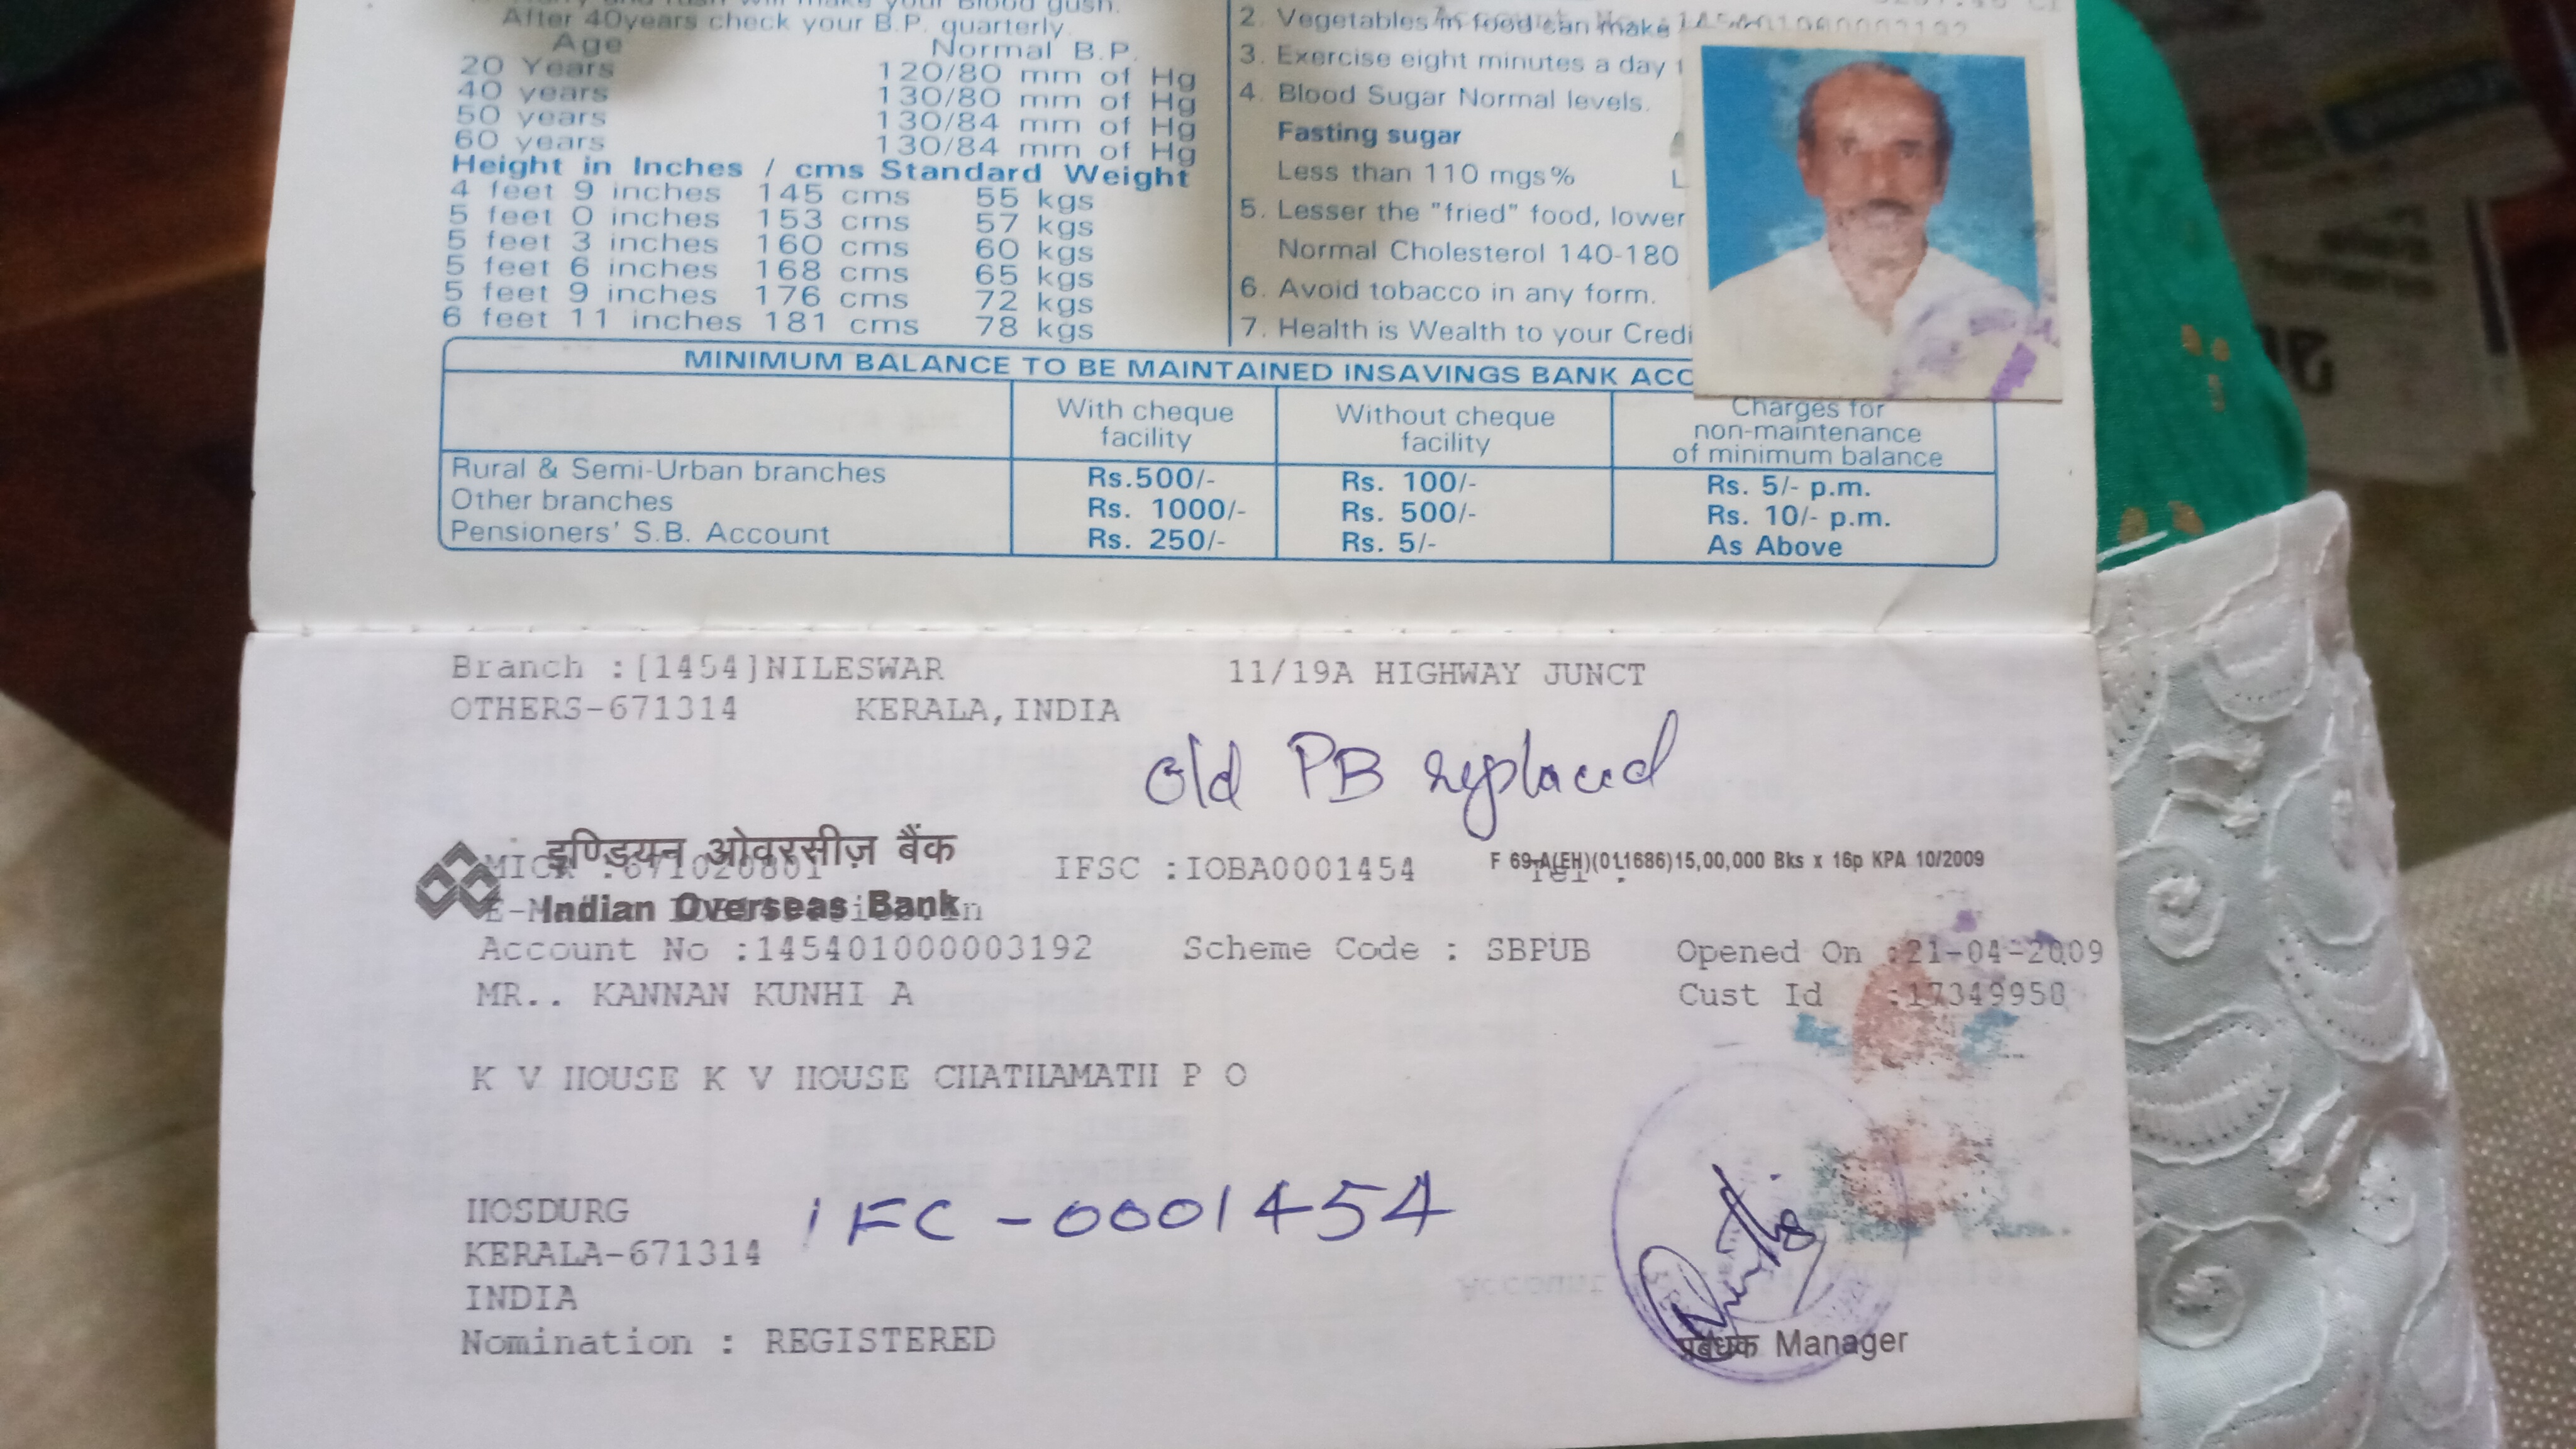 your Blood gush.
After 40years check your B.P. quarterly.
Age Normal B.P.
20 Years 120/80 mm of Hg
40 years 130/80 mm of Hg
50 years 130/84 mm of Hg
60 years 130/84 mm of Hg
Height in Inches / cms Standard Weight
4 feet 9 inches 145 cms 55 kgs
5 feet 0 inches 153 cms 57 kgs
5 feet 3 inches 160 cms 60 kgs
5 feet 6 inches 168 cms 65 kgs
5 feet 9 inches 176 cms 72 kgs
6 feet 11 inches 181 cms 78 kgs
2. Vegetables in food can make
3. Exercise eight minutes a day
4. Blood Sugar Normal levels.
Fasting sugar
Less than 110 mgs% L
5. Lesser the "fried" food, lower
Normal Cholesterol 140-180
6. Avoid tobacco in any form.
7. Health is Wealth to your Credi
MINIMUM BALANCE TO BE MAINTAINED INSAVINGS BANK ACC
With cheque facility Without cheque facility Charges for non-maintenance of minimum balance
Rural & Semi-Urban branches Rs.500/- Rs. 100/- Rs. 5/- p.m.
Other branches Rs. 1000/- Rs. 500/- Rs. 10/- p.m.
Pensioners' S.B. Account Rs. 250/- Rs. 5/- As Above
Branch :[1454]NILESWAR 11/19A HIGHWAY JUNCT
OTHERS-671314 KERALA,INDIA
Old PB replaced
इण्डियन ओवरसीज़ बैंक
MICR :671020801 IFSC :IOBA0001454 Tel : F 69-A(EH)(011686)15,00,000 Bks x 16p KPA 10/2009
Indian Overseas Bank
Account No :145401000003192 Scheme Code : SBPUB Opened On :21-04-2009
MR.. KANNAN KUNHI A Cust Id :17349950
K V HOUSE K V HOUSE CHATHAMATH P O
HOSDURG
IFC - 0001454
KERALA-671314
INDIA
Nomination : REGISTERED
प्रबंधक Manager